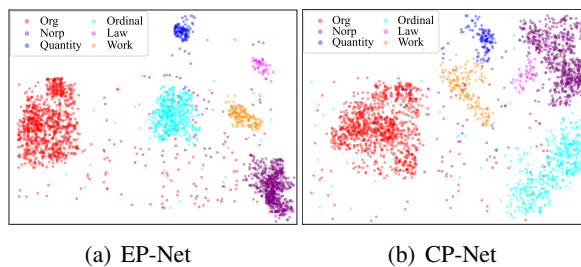 Org Ordinal
Norp Law
Quantity Work
Org Ordinal
Norp Law
Quantity Work
(a) EP-Net
(b) CP-Net